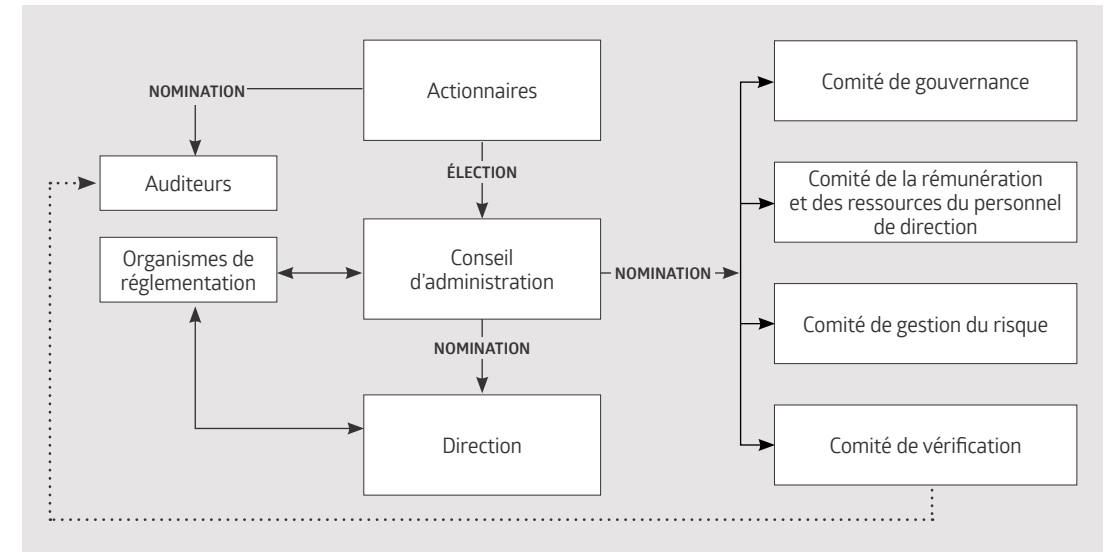 NOMINATION
Actionnaires
Auditeurs
ÉLECTION
Organismes de
réglementation
Conseil
d'administration
NOMINATION
NOMINATION
Direction
Comité de gouvernance
Comité de la rémunération
et des ressources du personnel
de direction
Comité de gestion du risque
Comité de vérification